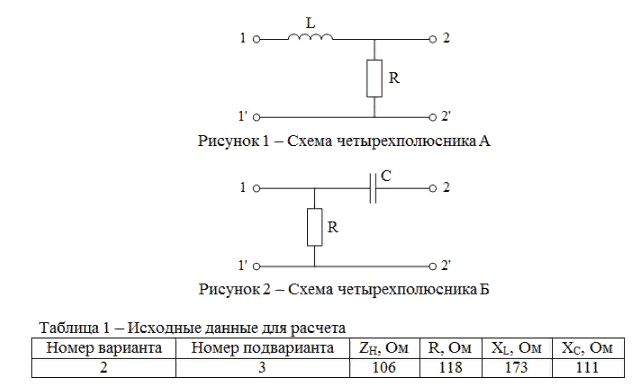 L
1
2
R
1'
2'
Рисунок 1 – Схема четырехполюсника А
C
1
2
R
1'
2'
Рисунок 2 – Схема четырехполюсника Б
Таблица 1 – Исходные данные для расчета
Номер варианта Номер подварианта ZН, Ом R, Ом XL, Ом XC, Ом
2 3 106 118 173 111